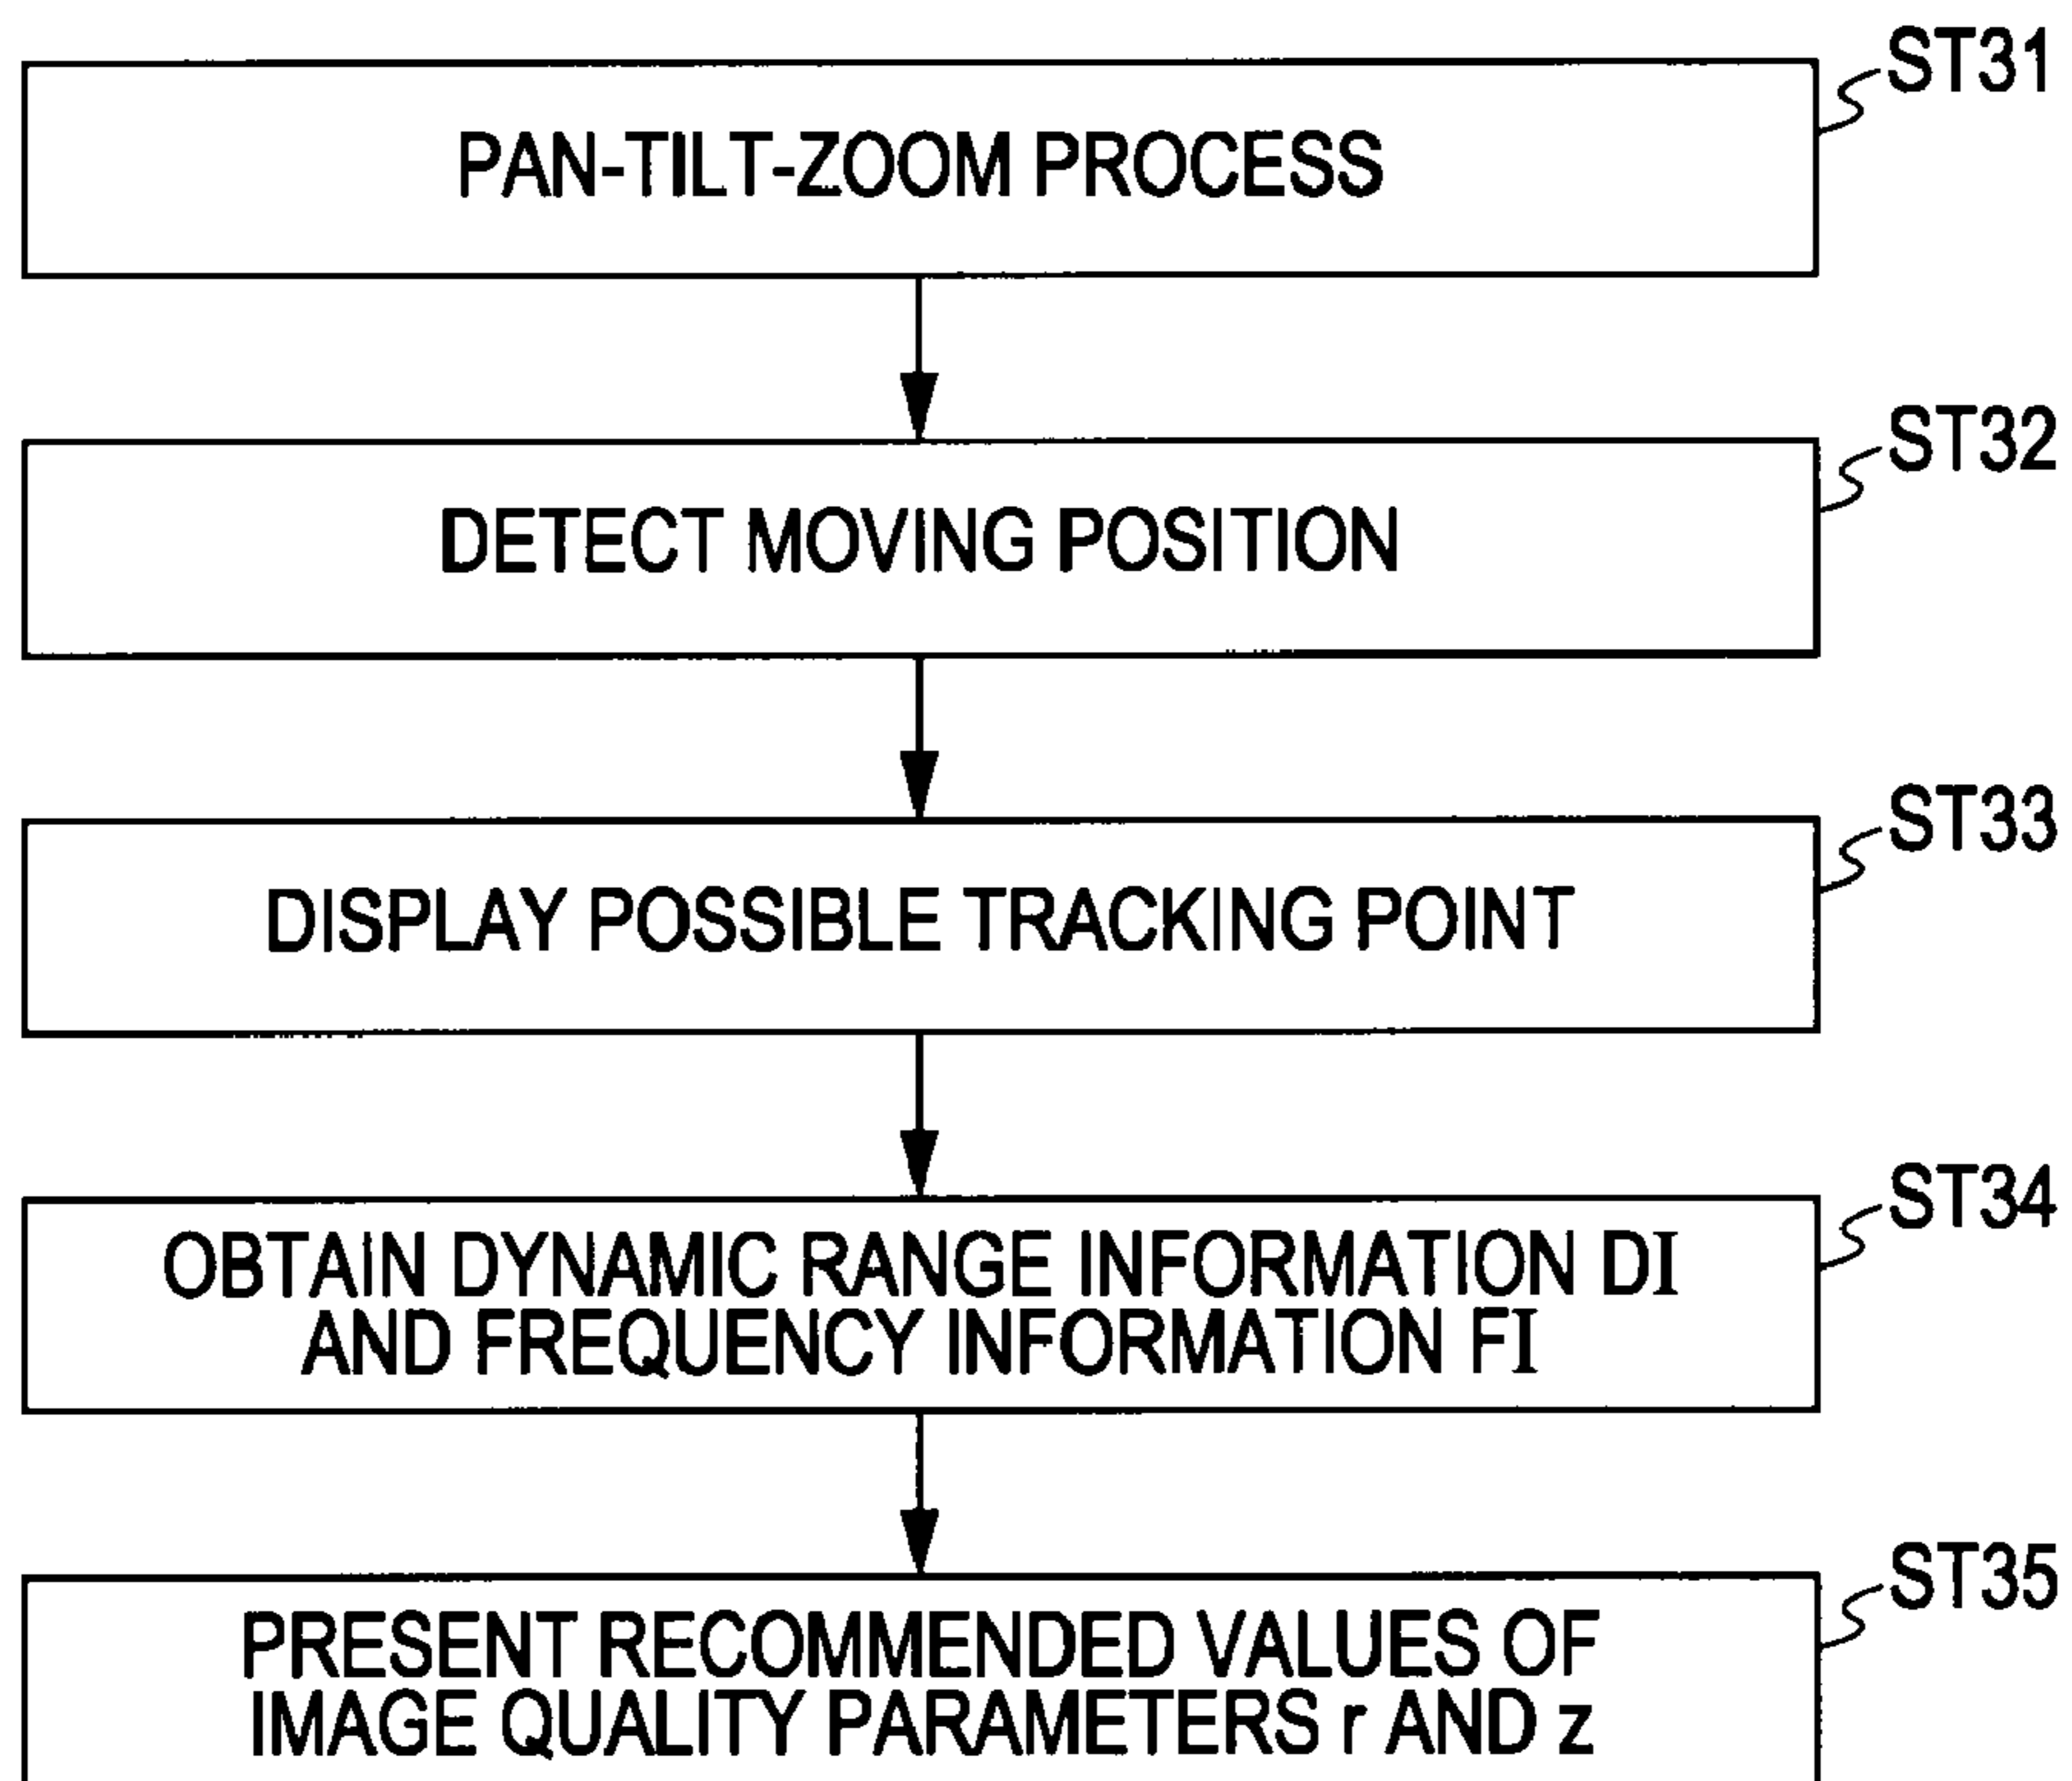 ST31
PAN-TILT-ZOOM PROCESS
ST32
DETECT MOVING POSITION
ST33
DISPLAY POSSIBLE TRACKING POINT
ST34
OBTAIN DYNAMIC RANGE INFORMATION DI
AND FREQUENCY INFORMATION FI
ST35
PRESENT RECOMMENDED VALUES OF
IMAGE QUALITY PARAMETERS r AND z